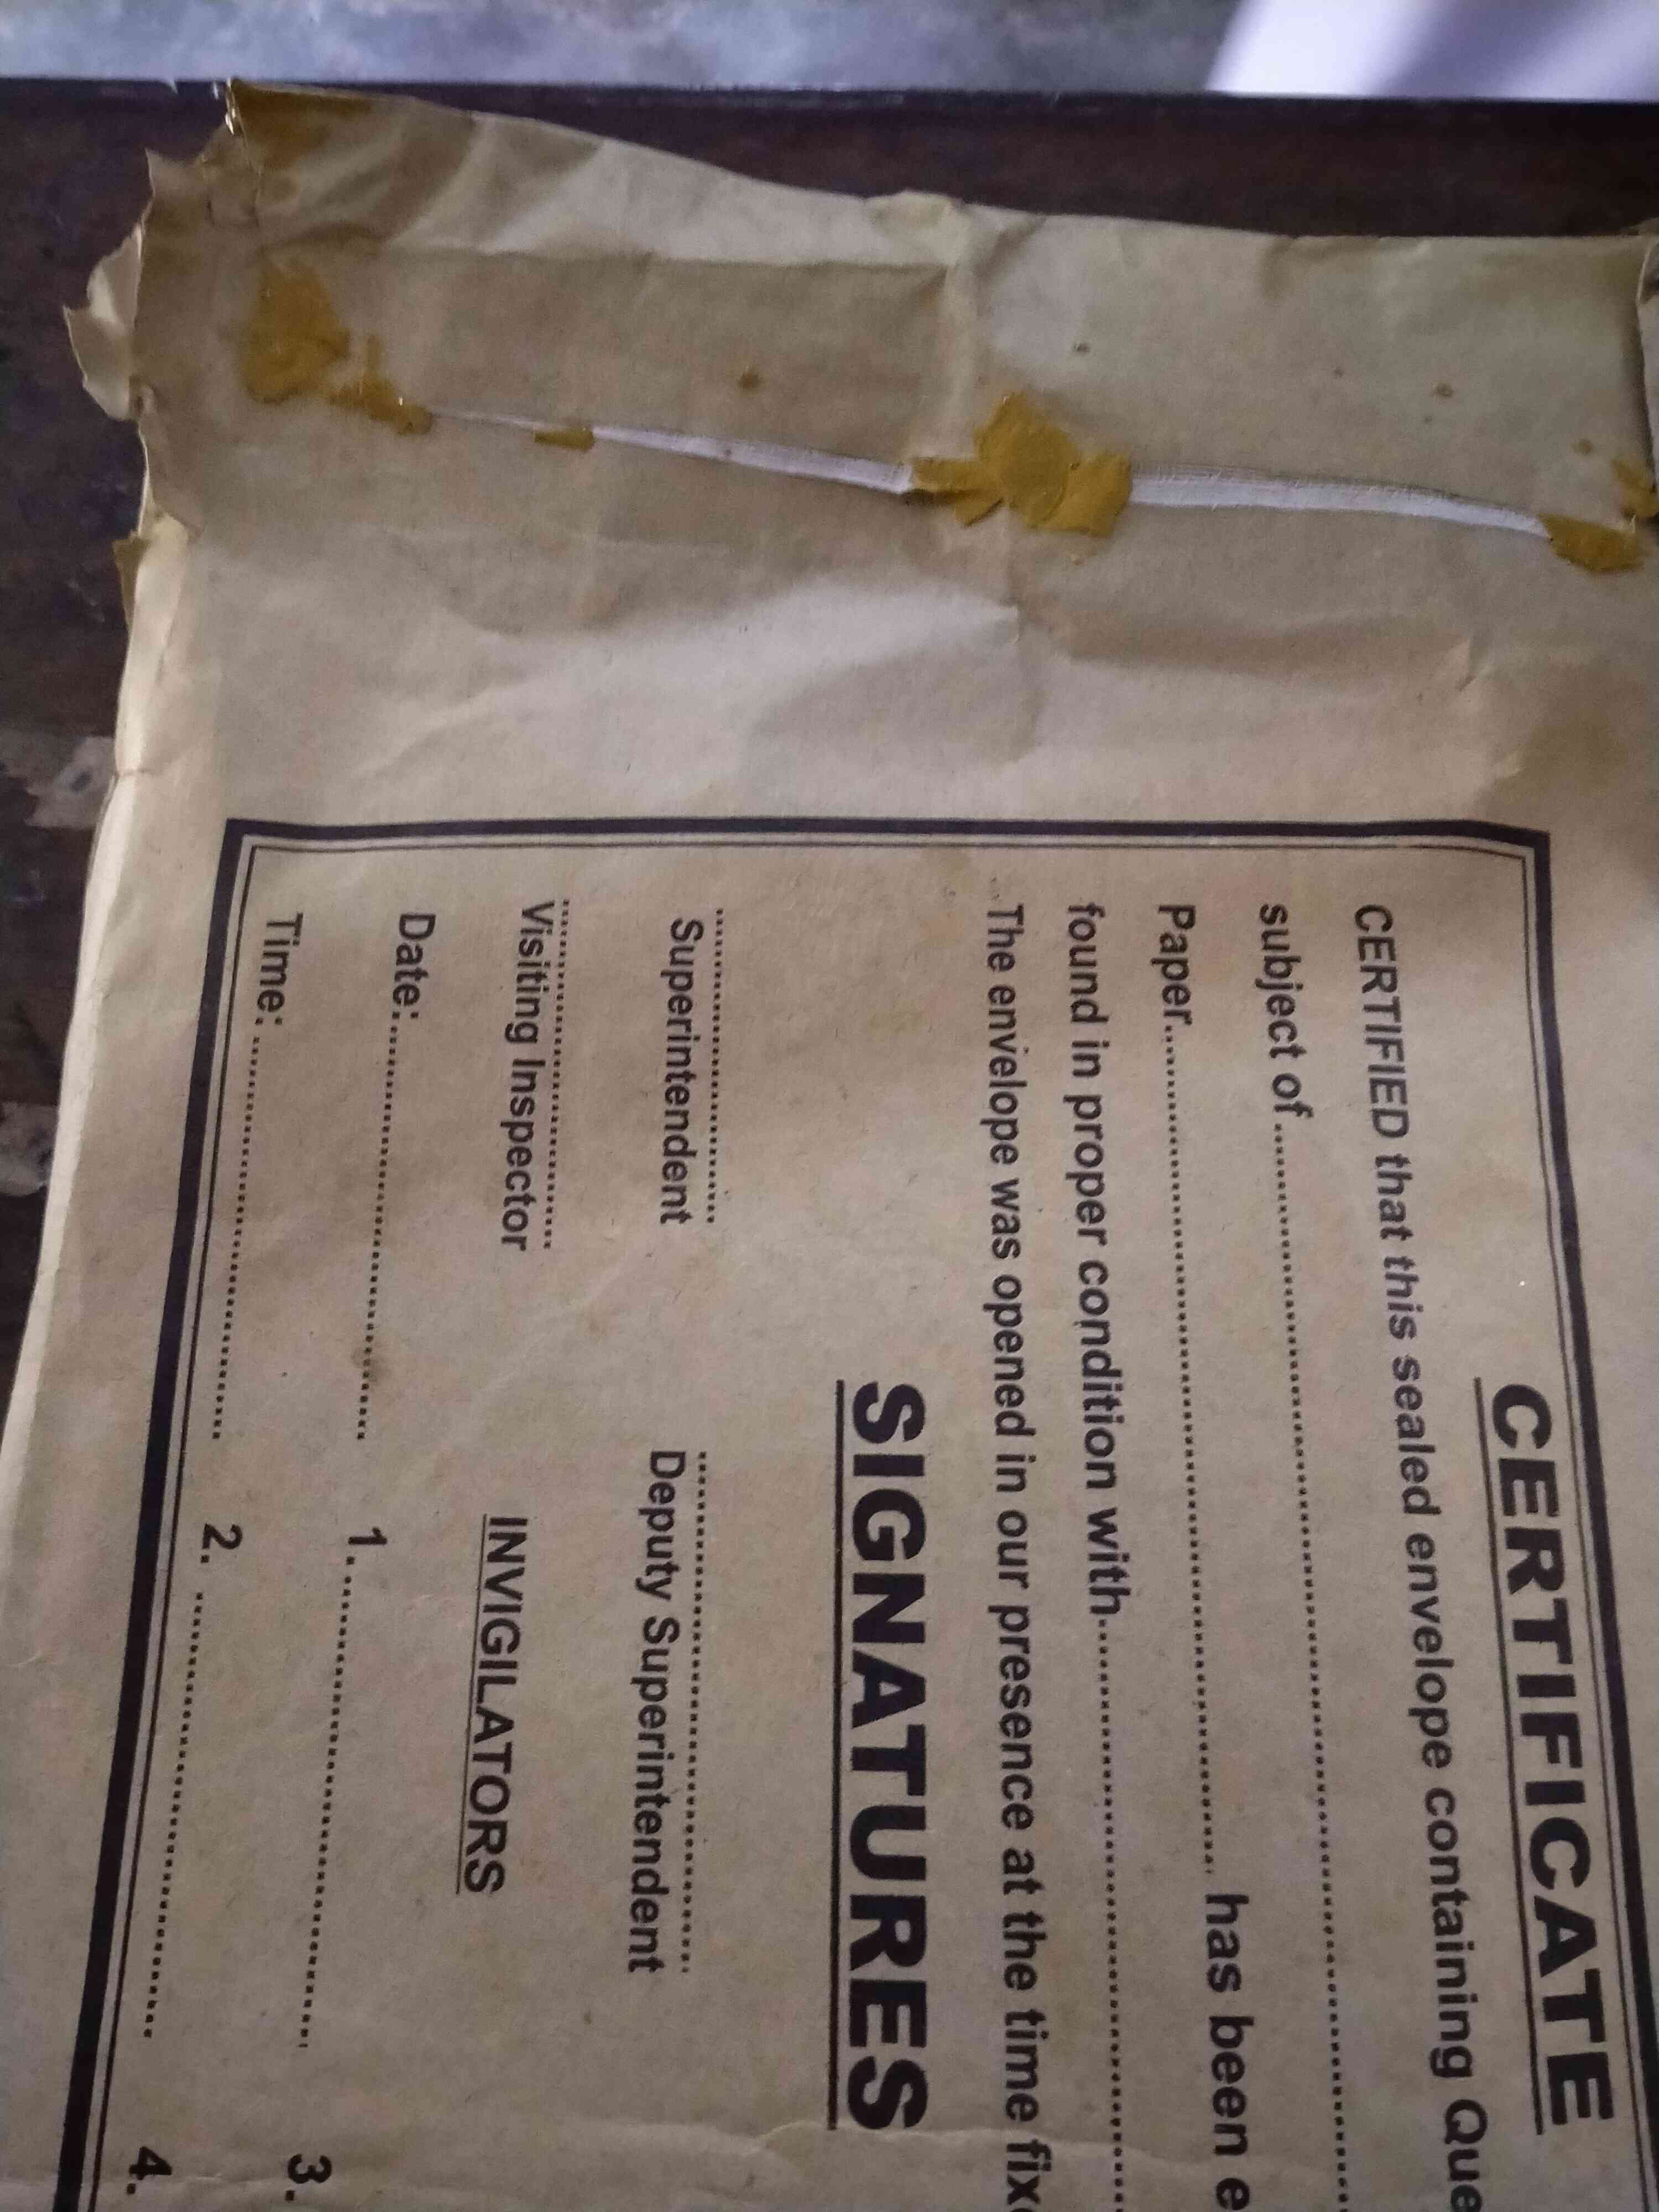 CERTIFICATE
CERTIFIED that this sealed envelope containing Que
subject of ........................................................
Paper........................................................ has been e
found in proper condition with........................................
The envelope was opened in our presence at the time fixe
SIGNATURES
Superintendent Deputy Superintendent
Visiting Inspector INVIGILATORS
Date:........................ 1......................... 3.
Time: ........................ 2. ........................ 4.